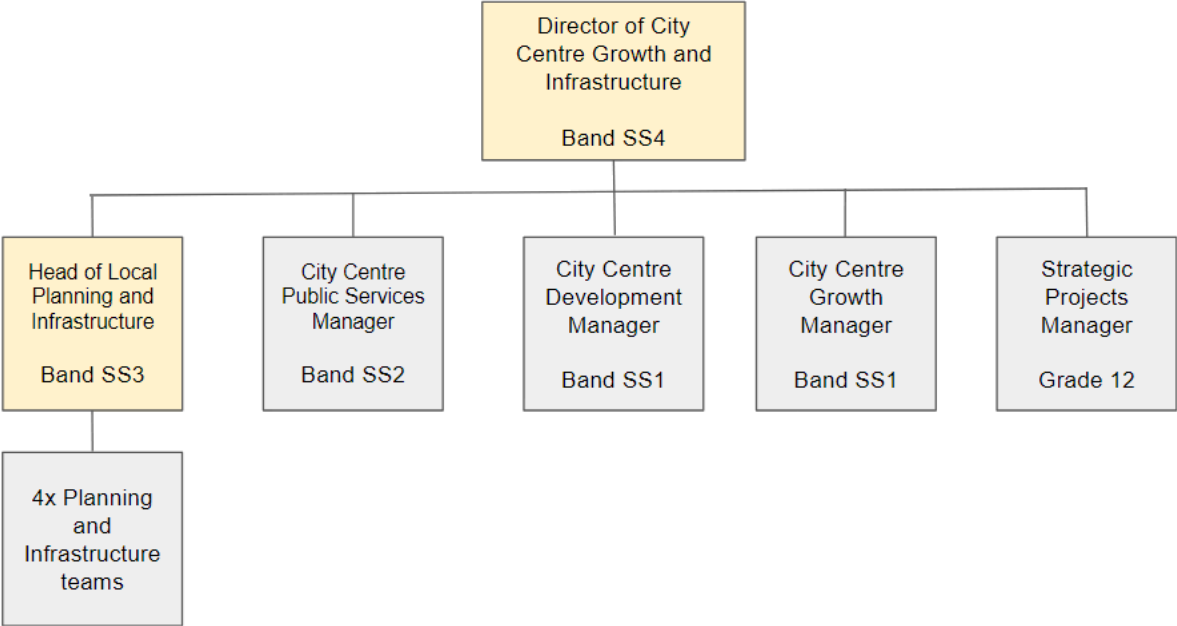 Director of City
Centre Growth and
Infrastructure
Band SS4
Head of Local
Planning and
Infrastructure
Band SS3
City Centre
Public Services
Manager
Band SS2
City Centre
Development
Manager
Band SS1
City Centre
Growth
Manager
Band SS1
Strategic
Projects
Manager
Grade 12
4x Planning
and
Infrastructure
teams